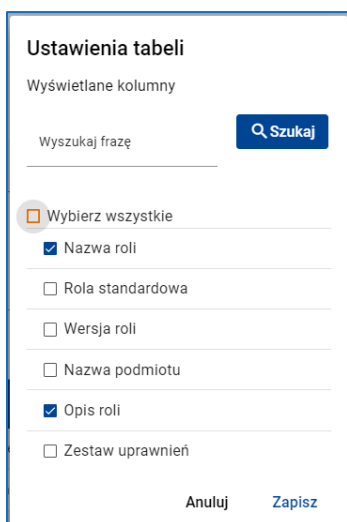 Ustawienia tabeli
Wyświetlane kolumny
Wyszukaj frazę
Szukaj
Wybierz wszystkie
Nazwa roli
Rola standardowa
Wersja roli
Nazwa podmiotu
Opis roli
Zestaw uprawnień
Anuluj Zapisz